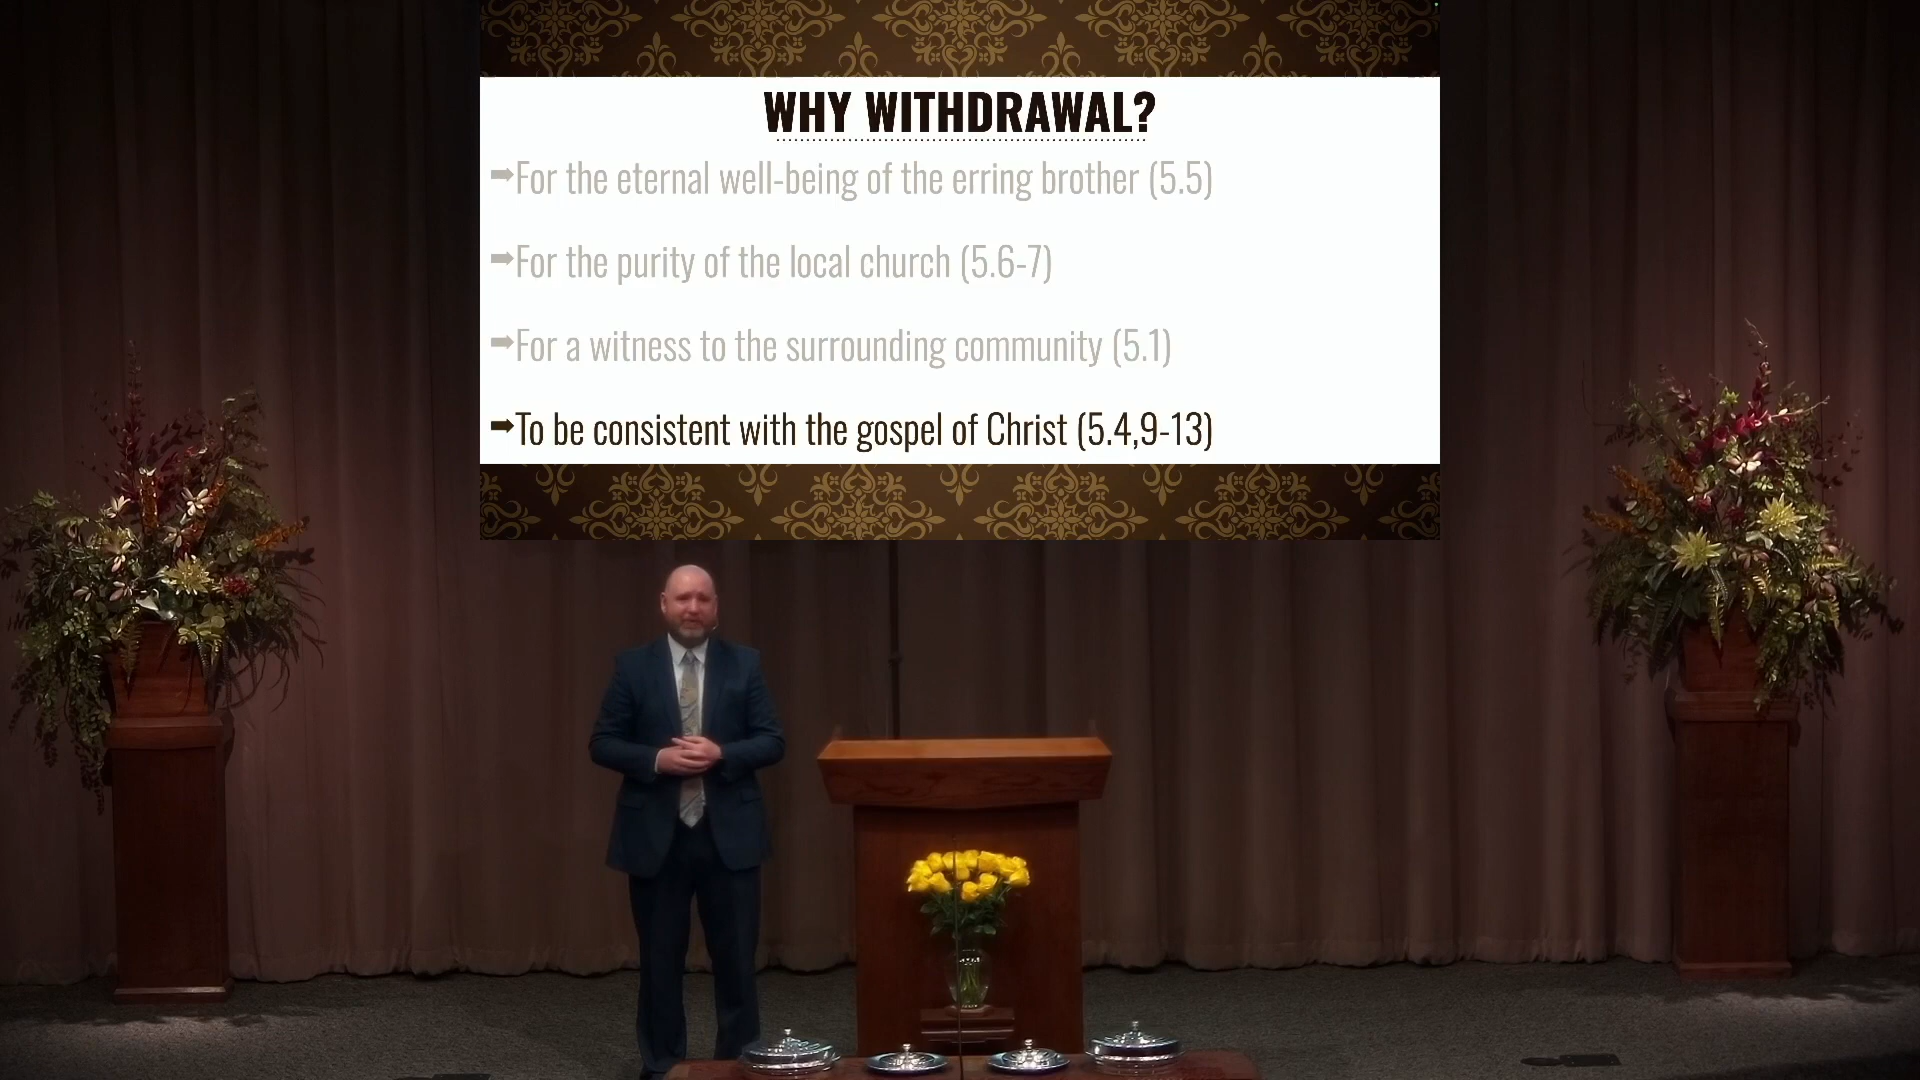 WHY WITHDRAWAL?
➡For the eternal well-being of the erring brother (5.5)
➡For the purity of the local church (5.6-7)
➡For a witness to the surrounding community (5.1)
➡To be consistent with the gospel of Christ (5.4,9-13)